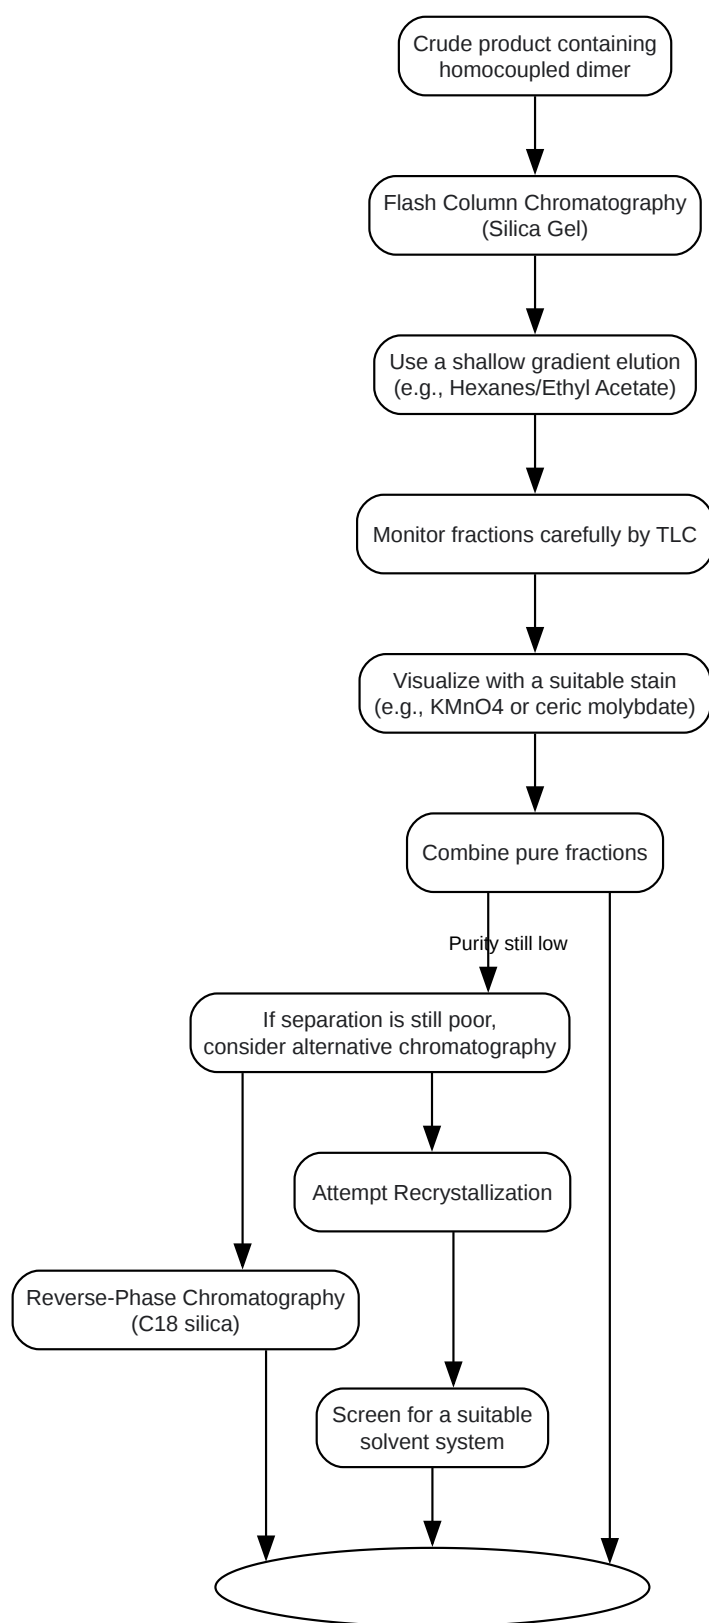 Crude product containing
homocoupled dimer
Flash Column Chromatography
(Silica Gel)
Use a shallow gradient elution
(e.g., Hexanes/Ethyl Acetate)
Monitor fractions carefully by TLC
Visualize with a suitable stain
(e.g., KMnO4 or ceric molybdate)
Combine pure fractions
Purity still low
If separation is still poor,
consider alternative chromatography
Attempt Recrystallization
Reverse-Phase Chromatography
(C18 silica)
Screen for a suitable
solvent system